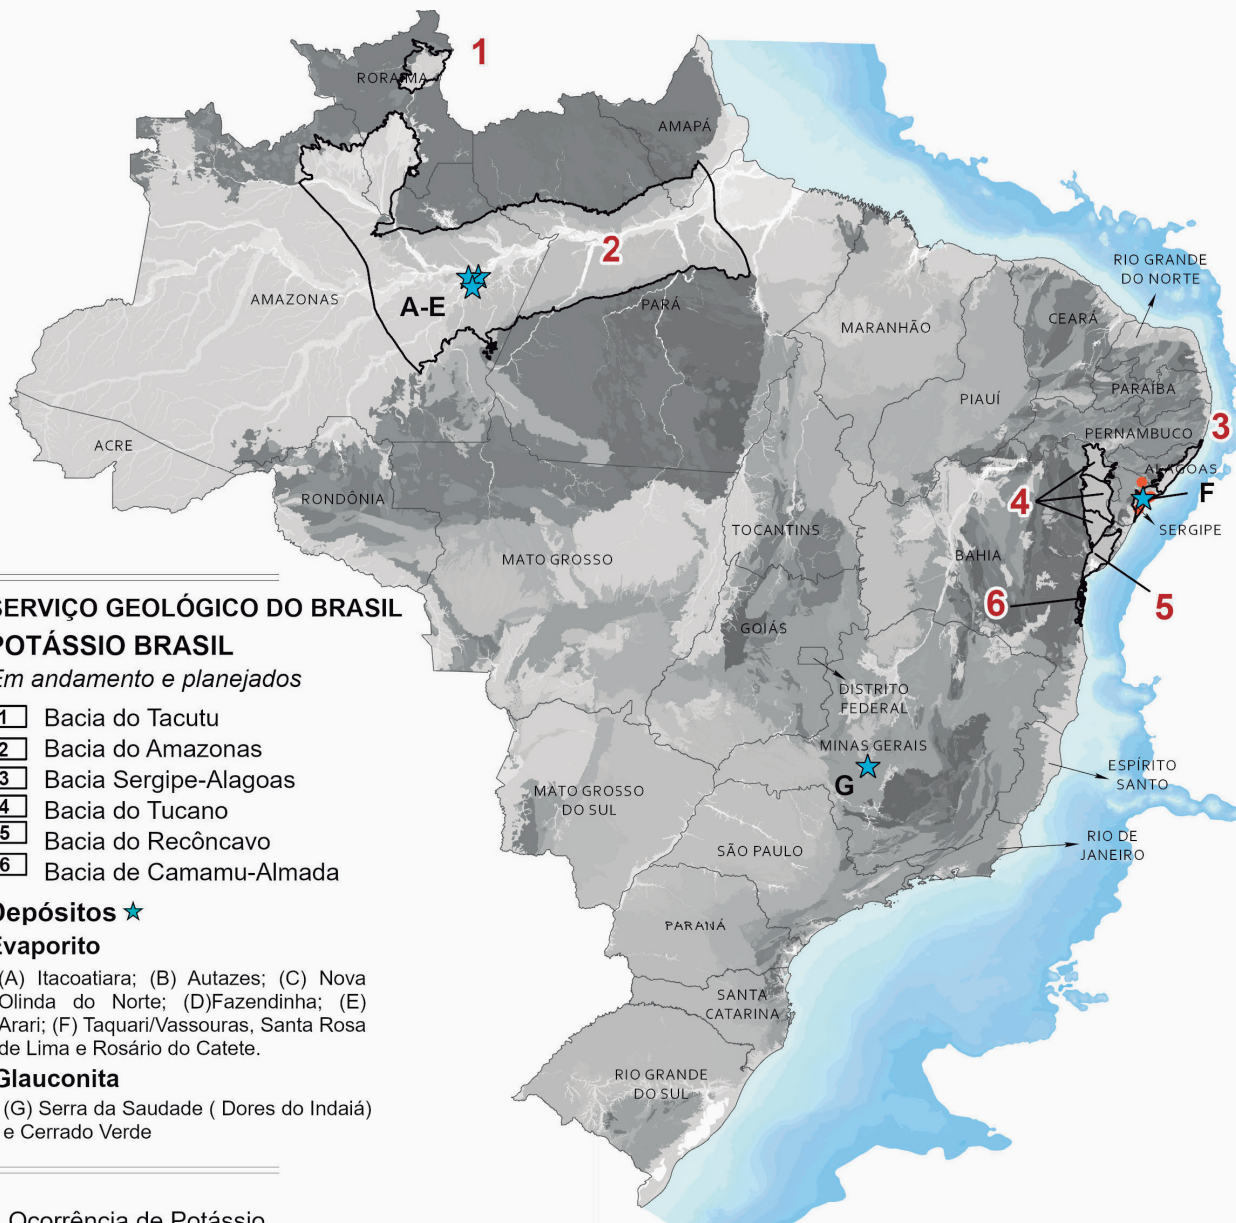 1
RORAIMA
AMAPÁ
2
A-E
AMAZONAS
PARÁ
RIO GRANDE
DO NORTE
CEARÁ
MARANHÃO
PARAÍBA
PIAUÍ
ACRE
PERNAMBUCO
3
ALAGOAS
F
4
SERGIPE
RONDÔNIA
TOCANTINS
MATO GROSSO
BAHIA
6
5
GOIÁS
DISTRITO
FEDERAL
MINAS GERAIS
G
ESPÍRITO
SANTO
MATO GROSSO
DO SUL
RIO DE
JANEIRO
SÃO PAULO
PARANÁ
SANTA
CATARINA
RIO GRANDE
DO SUL
SERVIÇO GEOLÓGICO DO BRASIL
POTÁSSIO BRASIL
Em andamento e planejados
1 Bacia do Tacutu
2 Bacia do Amazonas
3 Bacia Sergipe-Alagoas
4 Bacia do Tucano
5 Bacia do Recôncavo
6 Bacia de Camamu-Almada
Depósitos
Evaporito
(A) Itacoatiara; (B) Autazes; (C) Nova
Olinda do Norte; (D)Fazendinha; (E)
Arari; (F) Taquari/Vassouras, Santa Rosa
de Lima e Rosário do Catete.
Glauconita
(G) Serra da Saudade ( Dores do Indaiá)
e Cerrado Verde
Ocorrência de Potássio